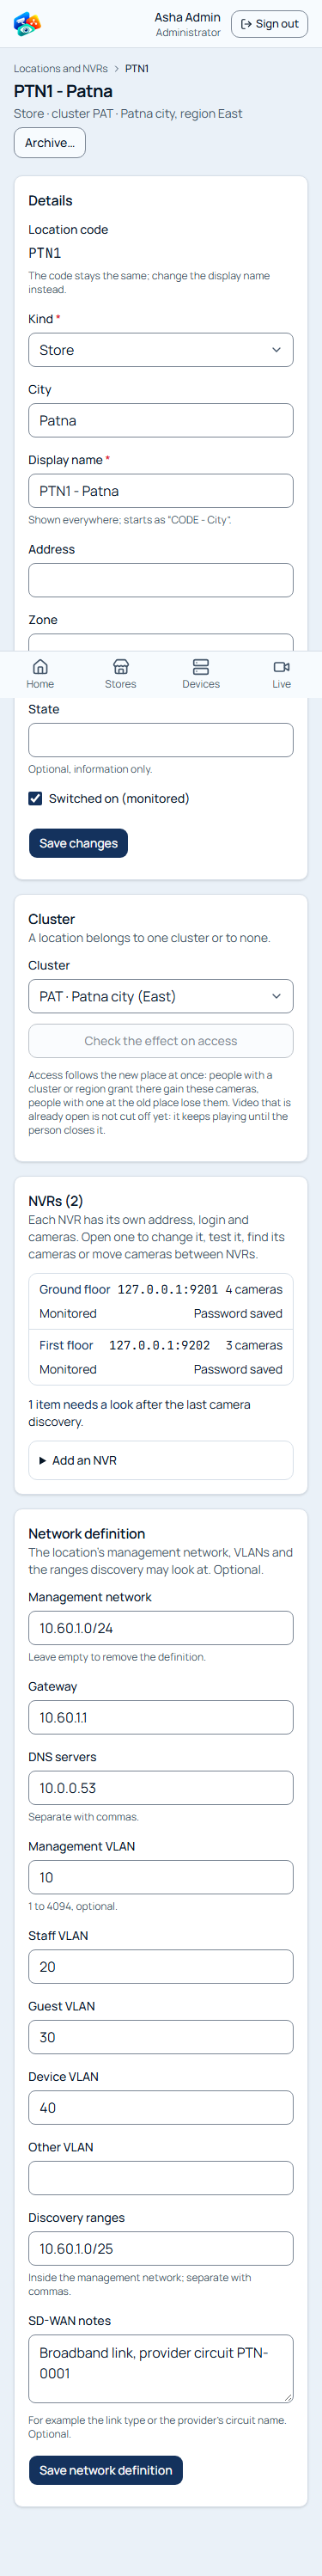 Asha Admin
Administrator
Sign out
Locations and NVRs > PTN1
PTN1 - Patna
Store · cluster PAT · Patna city, region East
Archive...
Details
Location code
PTN1
The code stays the same; change the display name
instead.
Kind *
Store
City
Patna
Display name *
PTN1 - Patna
Shown everywhere; starts as "CODE - City".
Address
Zone
Home
Stores
Devices
Live
State
Optional, information only.
Switched on (monitored)
Save changes
Cluster
A location belongs to one cluster or to none.
Cluster
PAT · Patna city (East)
Check the effect on access
Access follows the new place at once: people with a
cluster or region grant there gain these cameras,
people with one at the old place lose them. Video that is
already open is not cut off yet: it keeps playing until the
person closes it.
NVRs (2)
Each NVR has its own address, login and
cameras. Open one to change it, test it, find its
cameras or move cameras between NVRs.
Ground floor 127.0.0.1:9201 4 cameras
Monitored Password saved
First floor 127.0.0.1:9202 3 cameras
Monitored Password saved
1 item needs a look after the last camera
discovery.
Add an NVR
Network definition
The location's management network, VLANs and
the ranges discovery may look at. Optional.
Management network
10.60.1.0/24
Leave empty to remove the definition.
Gateway
10.60.1.1
DNS servers
10.0.0.53
Separate with commas.
Management VLAN
10
1 to 4094, optional.
Staff VLAN
20
Guest VLAN
30
Device VLAN
40
Other VLAN
Discovery ranges
10.60.1.0/25
Inside the management network; separate with
commas.
SD-WAN notes
Broadband link, provider circuit PTN-
0001
For example the link type or the provider's circuit name.
Optional.
Save network definition